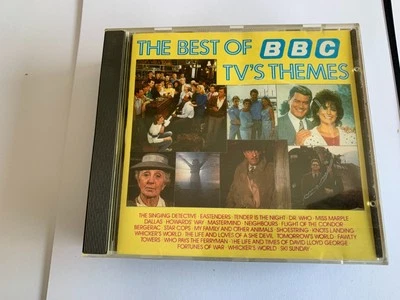 THE BEST OF BBC
TV'S THEMES
THE SINGING DETECTIVE · EASTENDERS · TENDER IS THE NIGHT · DR. WHO · MISS MARPLE
DALLAS · HOWARDS' WAY · MASTERMIND · NEIGHBOURS · FLIGHT OF THE CONDOR
BERGERAC · STAR COPS · MY FAMILY AND OTHER ANIMALS · SHOESTRING · KNOTS LANDING
WHICKER'S WORLD · THE LIFE AND LOVES OF A SHE DEVIL · TOMORROW'S WORLD · FAWLTY
TOWERS · WHO PAYS THE FERRYMAN · THE LIFE AND TIMES OF DAVID LLOYD GEORGE
FORTUNES OF WAR · WHICKER'S WORLD · SKI SUNDAY